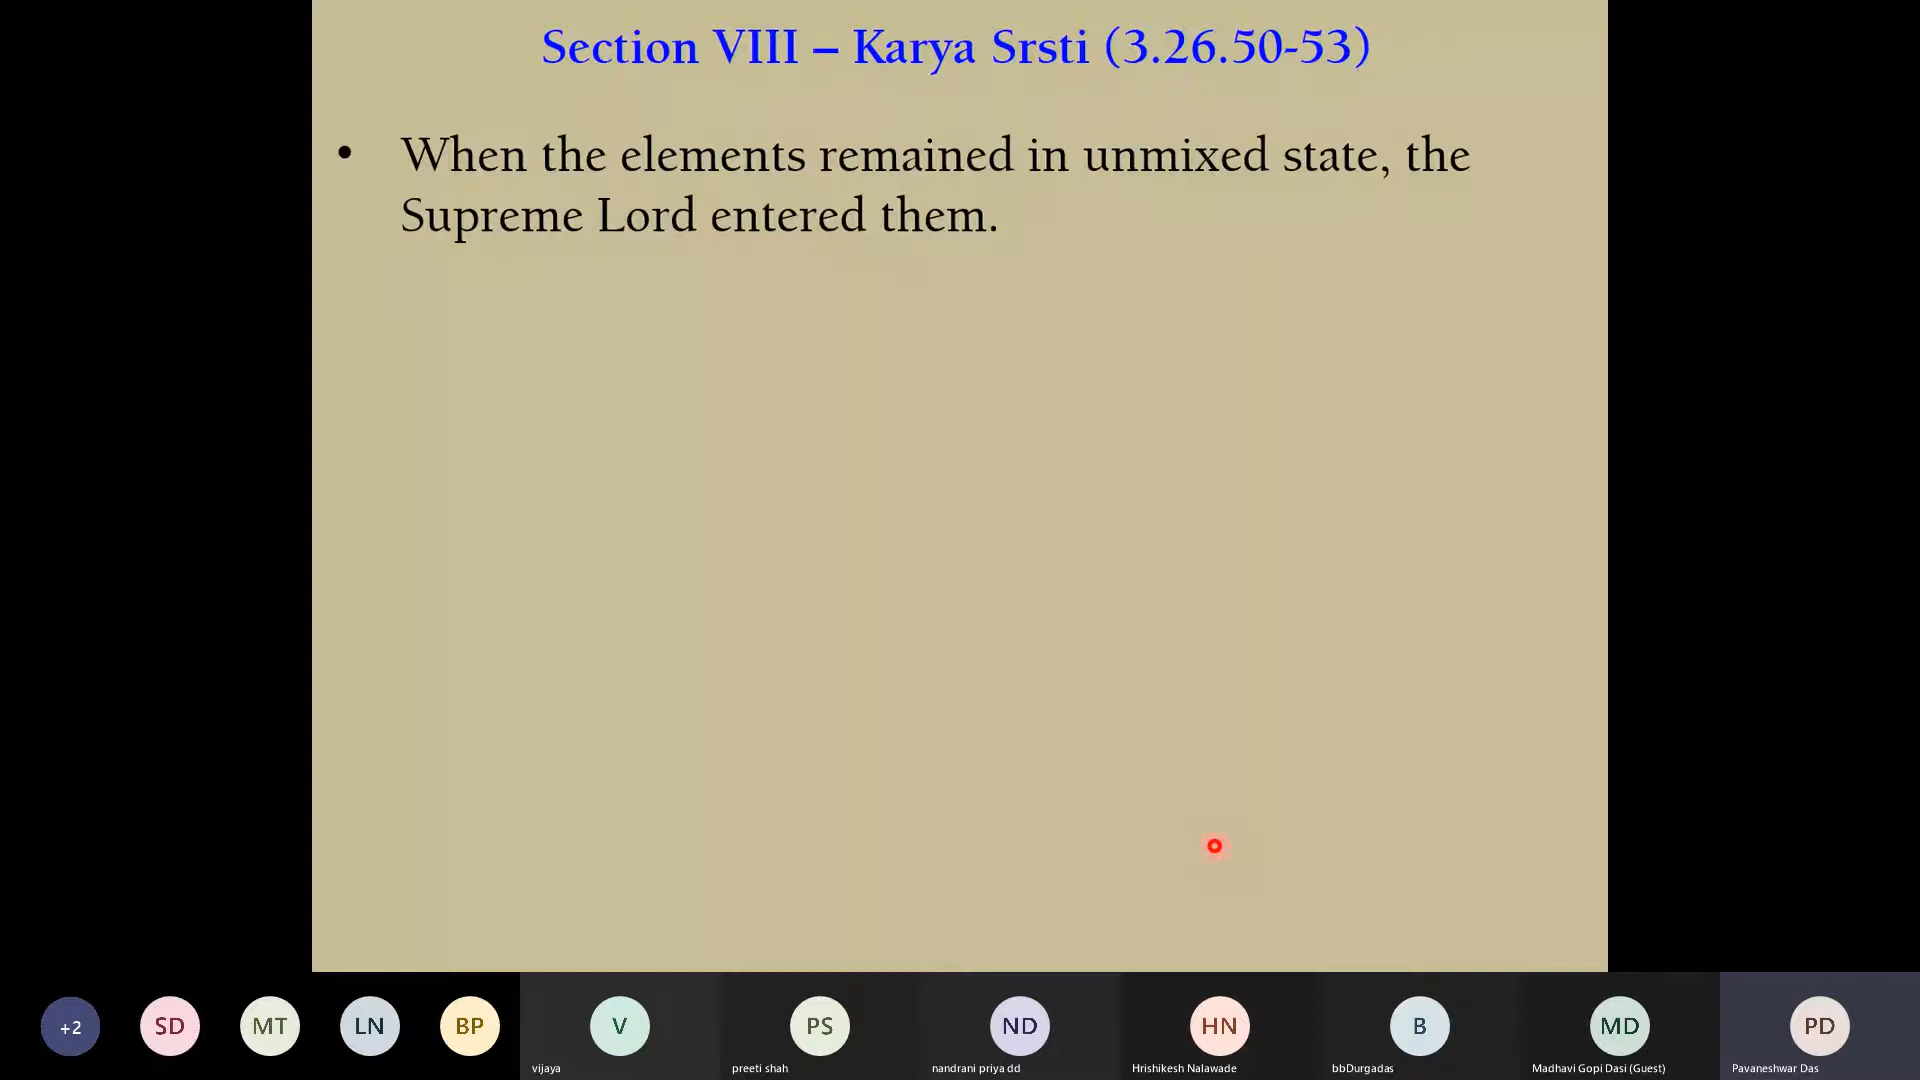 Section VIII – Karya Srsti (3.26.50-53)
• When the elements remained in unmixed state, the
Supreme Lord entered them.
+2 SD MT LN BP V PS ND HN B MD PD
vijaya preeti shah nandrani priya dd Hrishikesh Nalawade bbDurgadas Madhavi Gopi Dasi (Guest) Pavaneshwar Das